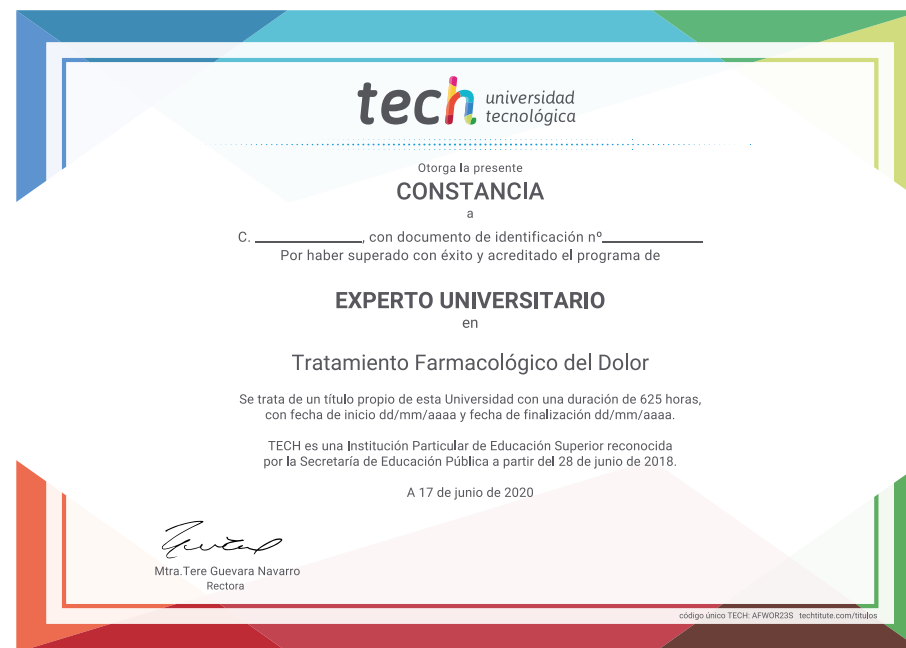 tech universidad
tecnológica
Otorga la presente
CONSTANCIA
a
C. ______________, con documento de identificación nº_____________
Por haber superado con éxito y acreditado el programa de
EXPERTO UNIVERSITARIO
en
Tratamiento Farmacológico del Dolor
Se trata de un título propio de esta Universidad con una duración de 625 horas,
con fecha de inicio dd/mm/aaaa y fecha de finalización dd/mm/aaaa.
TECH es una Institución Particular de Educación Superior reconocida
por la Secretaría de Educación Pública a partir del 28 de junio de 2018.
A 17 de junio de 2020
Mtra.Tere Guevara Navarro
Rectora
código único TECH: AFWOR23S techtitute.com/titulos